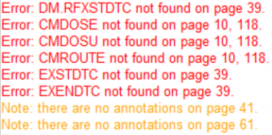 Error: DM.RFXSTDTC not found on page 39.
Error: CMDOSE not found on page 10, 118.
Error: CMDOSU not found on page 10, 118.
Error: CMROUTE not found on page 10, 118.
Error: EXSTDTC not found on page 39.
Error: EXENDTC not found on page 39.
Note: there are no annotations on page 41.
Note: there are no annotations on page 61.